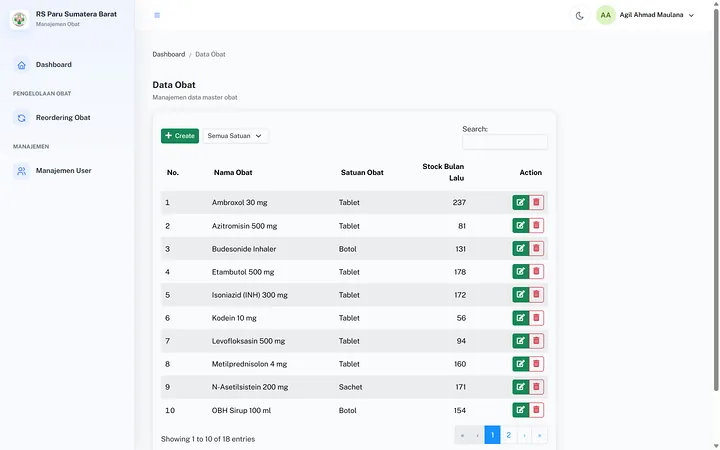 RS Paru Sumatera Barat
Manajemen Obat
AA
Agil Ahmad Maulana
Dashboard
PENGELOLAAN OBAT
Reordering Obat
MANAJEMEN
Manajemen User
Dashboard / Data Obat
Data Obat
Manajemen data master obat
+ Create
Semua Satuan
Search:
No. Nama Obat Satuan Obat Stock Bulan Lalu Action
1 Ambroxol 30 mg Tablet 237
2 Azitromisin 500 mg Tablet 81
3 Budesonide Inhaler Botol 131
4 Etambutol 500 mg Tablet 178
5 Isoniazid (INH) 300 mg Tablet 172
6 Kodein 10 mg Tablet 56
7 Levofloksasin 500 mg Tablet 94
8 Metilprednisolon 4 mg Tablet 160
9 N-Asetilsistein 200 mg Sachet 171
10 OBH Sirup 100 ml Botol 154
Showing 1 to 10 of 18 entries
« ‹ 1 2 › »